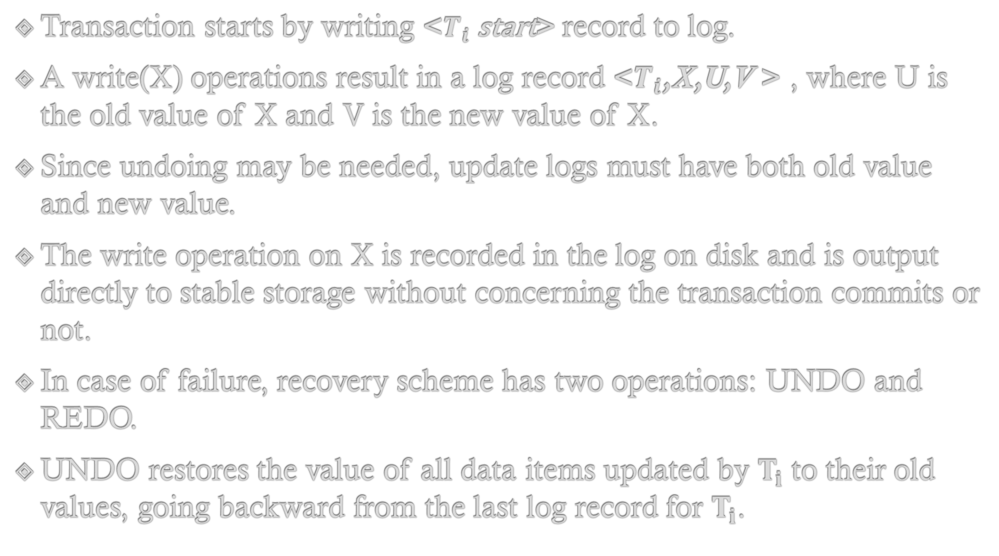 ❖ Transaction starts by writing <Tᵢ start> record to log.
❖ A write(X) operations result in a log record <Tᵢ,X,U,V> , where U is
the old value of X and V is the new value of X.
❖ Since undoing may be needed, update logs must have both old value
and new value.
❖ The write operation on X is recorded in the log on disk and is output
directly to stable storage without concerning the transaction commits or
not.
❖ In case of failure, recovery scheme has two operations: UNDO and
REDO.
❖ UNDO restores the value of all data items updated by Tᵢ to their old
values, going backward from the last log record for Tᵢ.